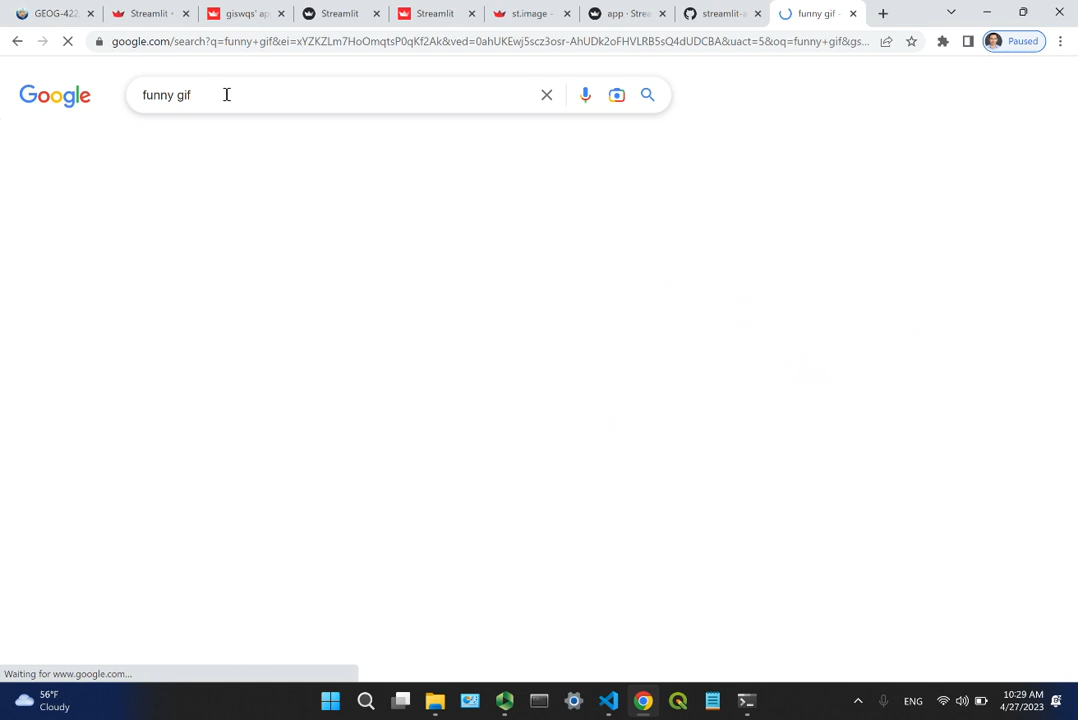 GEOG-422,
Streamlit •
giswqs' app
Streamlit
Streamlit
st.image -
app · Strea
streamlit-a
funny gif -
google.com/search?q=funny+gif&ei=xYZKZLm7HoOmqtsP0qKf2Ak&ved=0ahUKEwj5scz3osr-AhUDk2oFHVLRB5sQ4dUDCBA&uact=5&oq=funny+gif&gs...
Paused
Google
funny gif
Waiting for www.google.com...
56°F
Cloudy
ENG
10:29 AM
4/27/2023